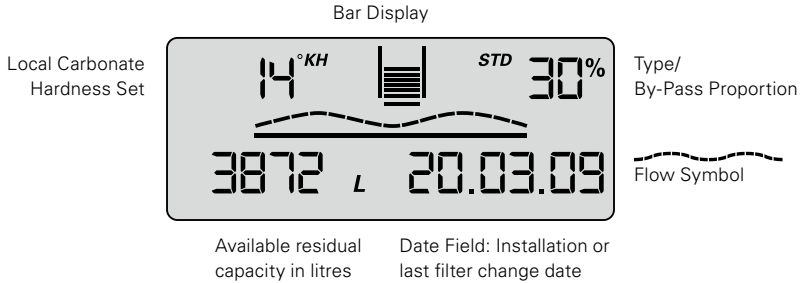 Bar Display
Local Carbonate
Hardness Set
14 °KH
STD 30%
Type/
By-Pass Proportion
3872 L 20.03.09
Flow Symbol
Available residual
capacity in litres
Date Field: Installation or
last filter change date